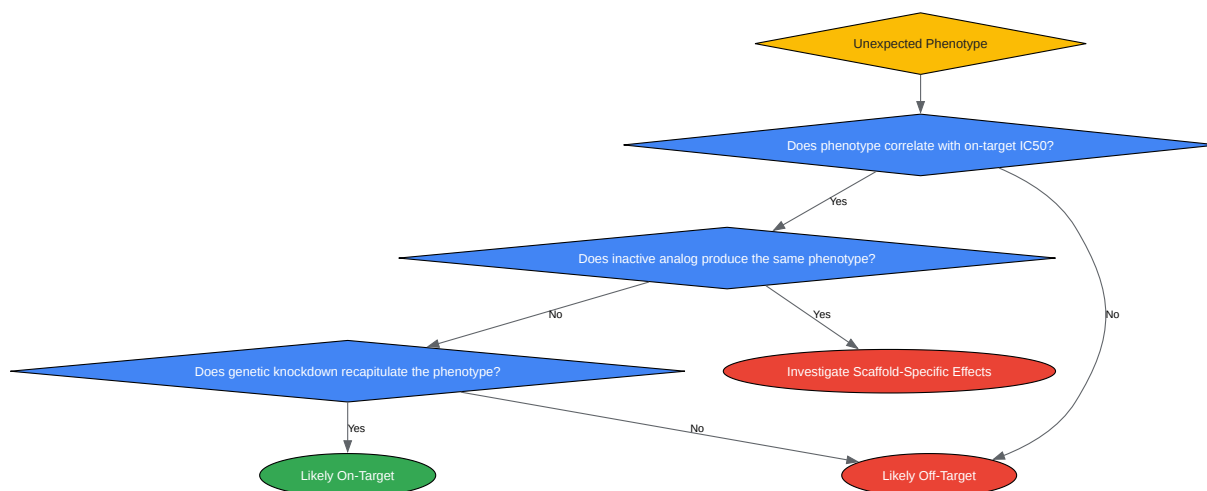 Unexpected Phenotype
Does phenotype correlate with on-target IC50?
Yes
Does inactive analog produce the same phenotype?
No
Yes
No
Does genetic knockdown recapitulate the phenotype?
Investigate Scaffold-Specific Effects
Yes
No
Likely On-Target
Likely Off-Target